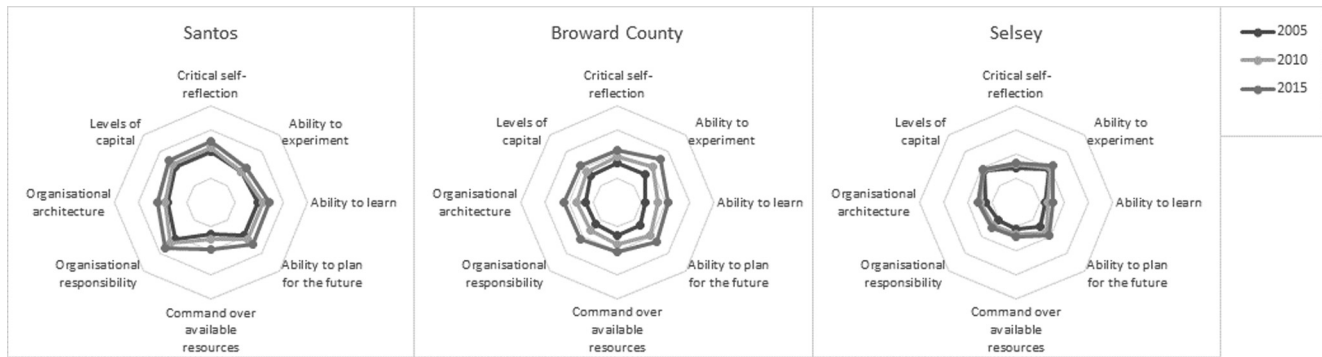 Santos
Critical self-
reflection
Ability to
experiment
Ability to learn
Ability to plan
for the future
Command over
available
resources
Organisational
responsibility
Organisational
architecture
Levels of
capital
Broward County
Critical self-
reflection
Ability to
experiment
Ability to learn
Ability to plan
for the future
Command over
available
resources
Organisational
responsibility
Organisational
architecture
Levels of
capital
Selsey
Critical self-
reflection
Ability to
experiment
Ability to learn
Ability to plan
for the future
Command over
available
resources
Organisational
responsibility
Organisational
architecture
Levels of
capital
2005
2010
2015